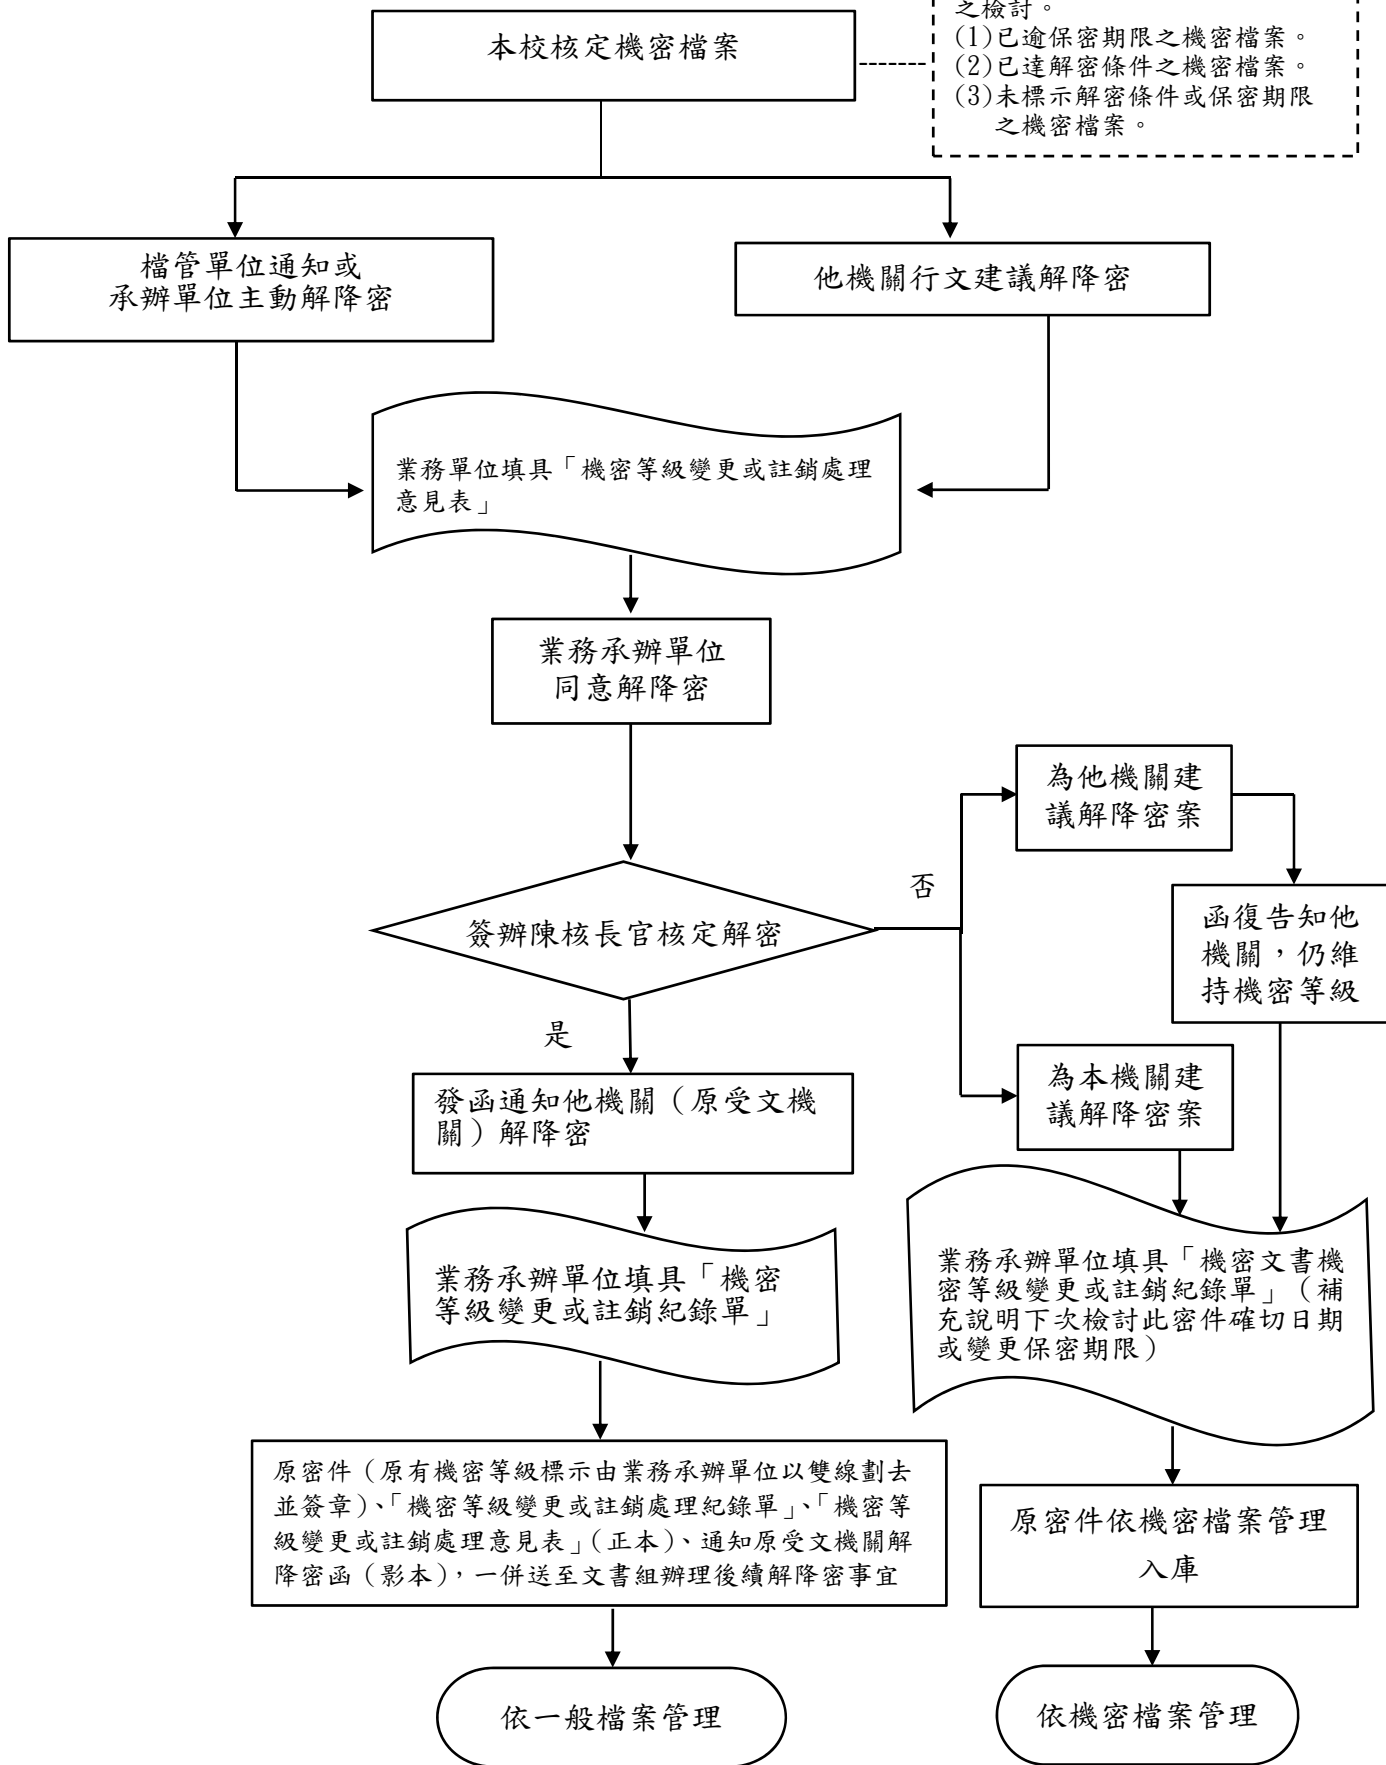 之檢討。
(1)已逾保密期限之機密檔案。
(2)已達解密條件之機密檔案。
(3)未標示解密條件或保密期限
之機密檔案。
本校核定機密檔案
檔管單位通知或
承辦單位主動解降密
他機關行文建議解降密
業務單位填具「機密等級變更或註銷處理
意見表」
業務承辦單位
同意解降密
簽辦陳核長官核定解密
否
為他機關建
議解降密案
函復告知他
機關,仍維
持機密等級
為本機關建
議解降密案
是
發函通知他機關（原受文機
關）解降密
業務承辦單位填具「機密
等級變更或註銷紀錄單」
業務承辦單位填具「機密文書機
密等級變更或註銷紀錄單」（補
充說明下次檢討此密件確切日期
或變更保密期限）
原密件（原有機密等級標示由業務承辦單位以雙線劃去
並簽章）、「機密等級變更或註銷處理紀錄單」、「機密等
級變更或註銷處理意見表」（正本）、通知原受文機關解
降密函（影本），一併送至文書組辦理後續解降密事宜
原密件依機密檔案管理
入庫
依一般檔案管理
依機密檔案管理